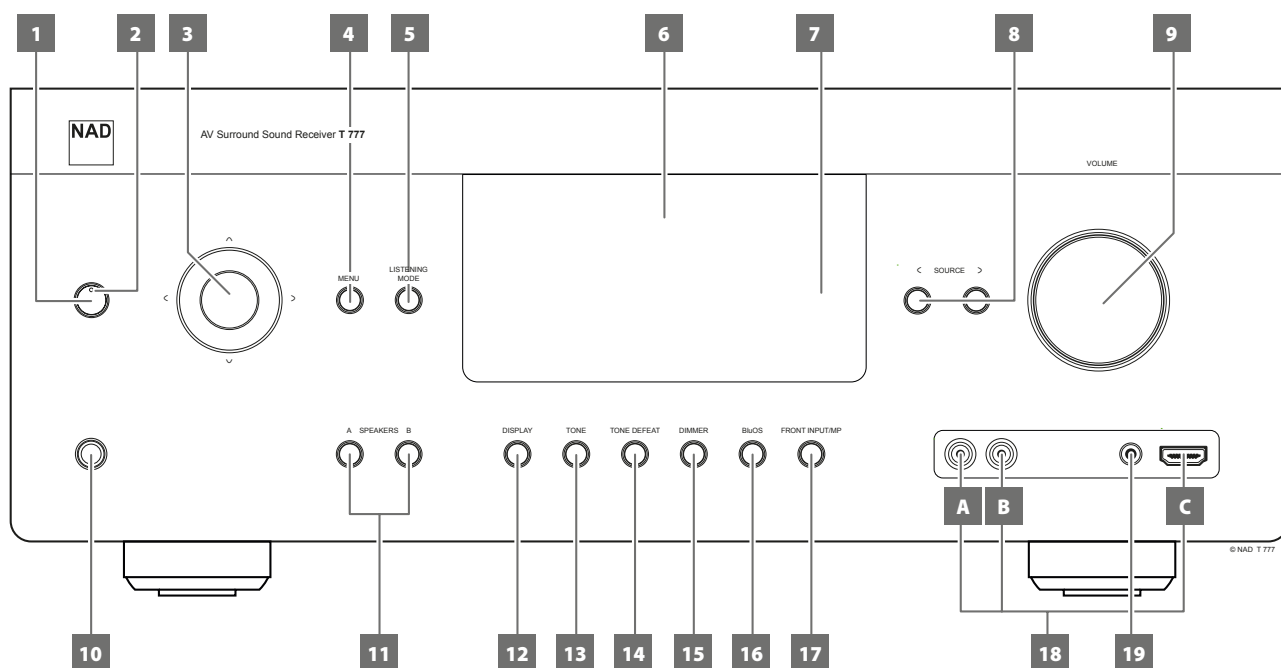 1 2 3 4 5 6 7 8 9
NAD
AV Surround Sound Receiver T 777
VOLUME
MENU
LISTENING
MODE
SOURCE
A SPEAKERS B
DISPLAY
TONE
TONE DEFEAT
DIMMER
BluOS
FRONT INPUT/MP
A B C
© NAD T 777
10 11 12 13 14 15 16 17 18 19